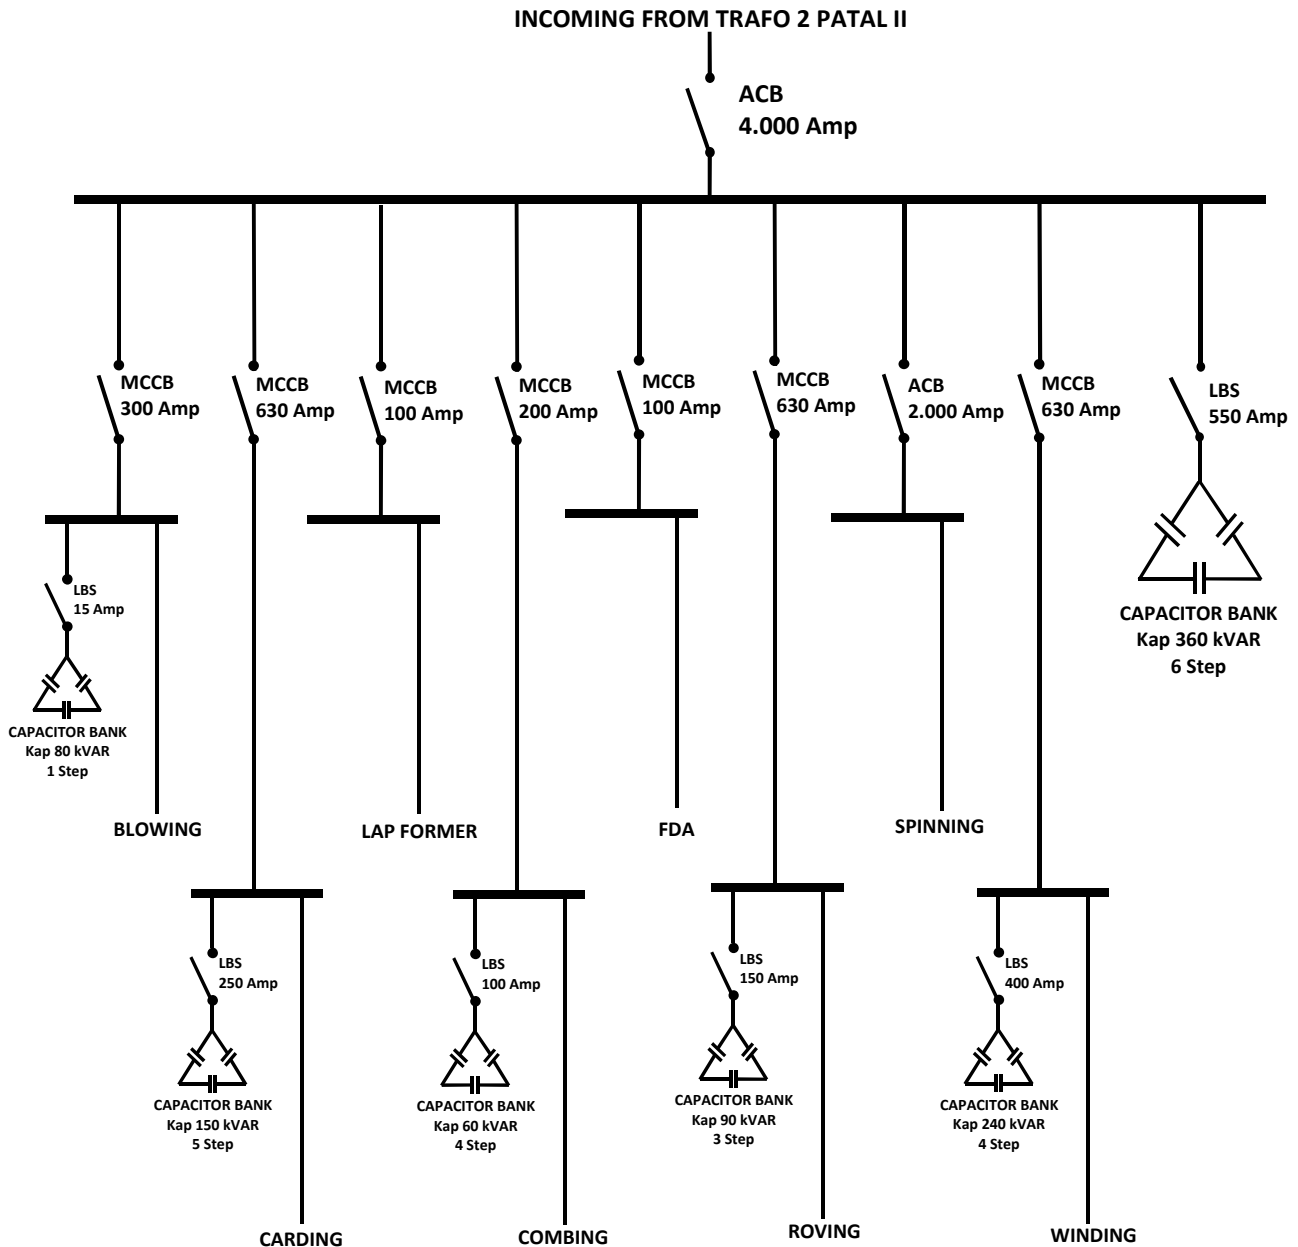 INCOMING FROM TRAFO 2 PATAL II
ACB
4.000 Amp
MCCB
300 Amp
MCCB
630 Amp
MCCB
100 Amp
MCCB
200 Amp
MCCB
100 Amp
MCCB
630 Amp
ACB
2.000 Amp
MCCB
630 Amp
LBS
550 Amp
CAPACITOR BANK
Kap 360 kVAR
6 Step
LBS
15 Amp
CAPACITOR BANK
Kap 80 kVAR
1 Step
BLOWING
LAP FORMER
FDA
SPINNING
LBS
250 Amp
CAPACITOR BANK
Kap 150 kVAR
5 Step
LBS
100 Amp
CAPACITOR BANK
Kap 60 kVAR
4 Step
LBS
150 Amp
CAPACITOR BANK
Kap 90 kVAR
3 Step
LBS
400 Amp
CAPACITOR BANK
Kap 240 kVAR
4 Step
CARDING
COMBING
ROVING
WINDING